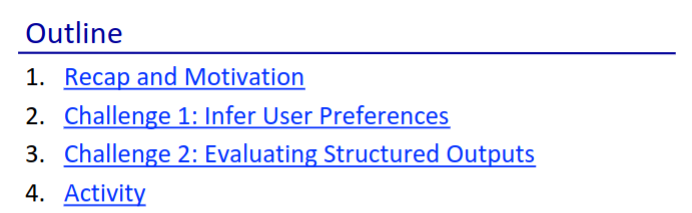 Outline
1. Recap and Motivation
2. Challenge 1: Infer User Preferences
3. Challenge 2: Evaluating Structured Outputs
4. Activity